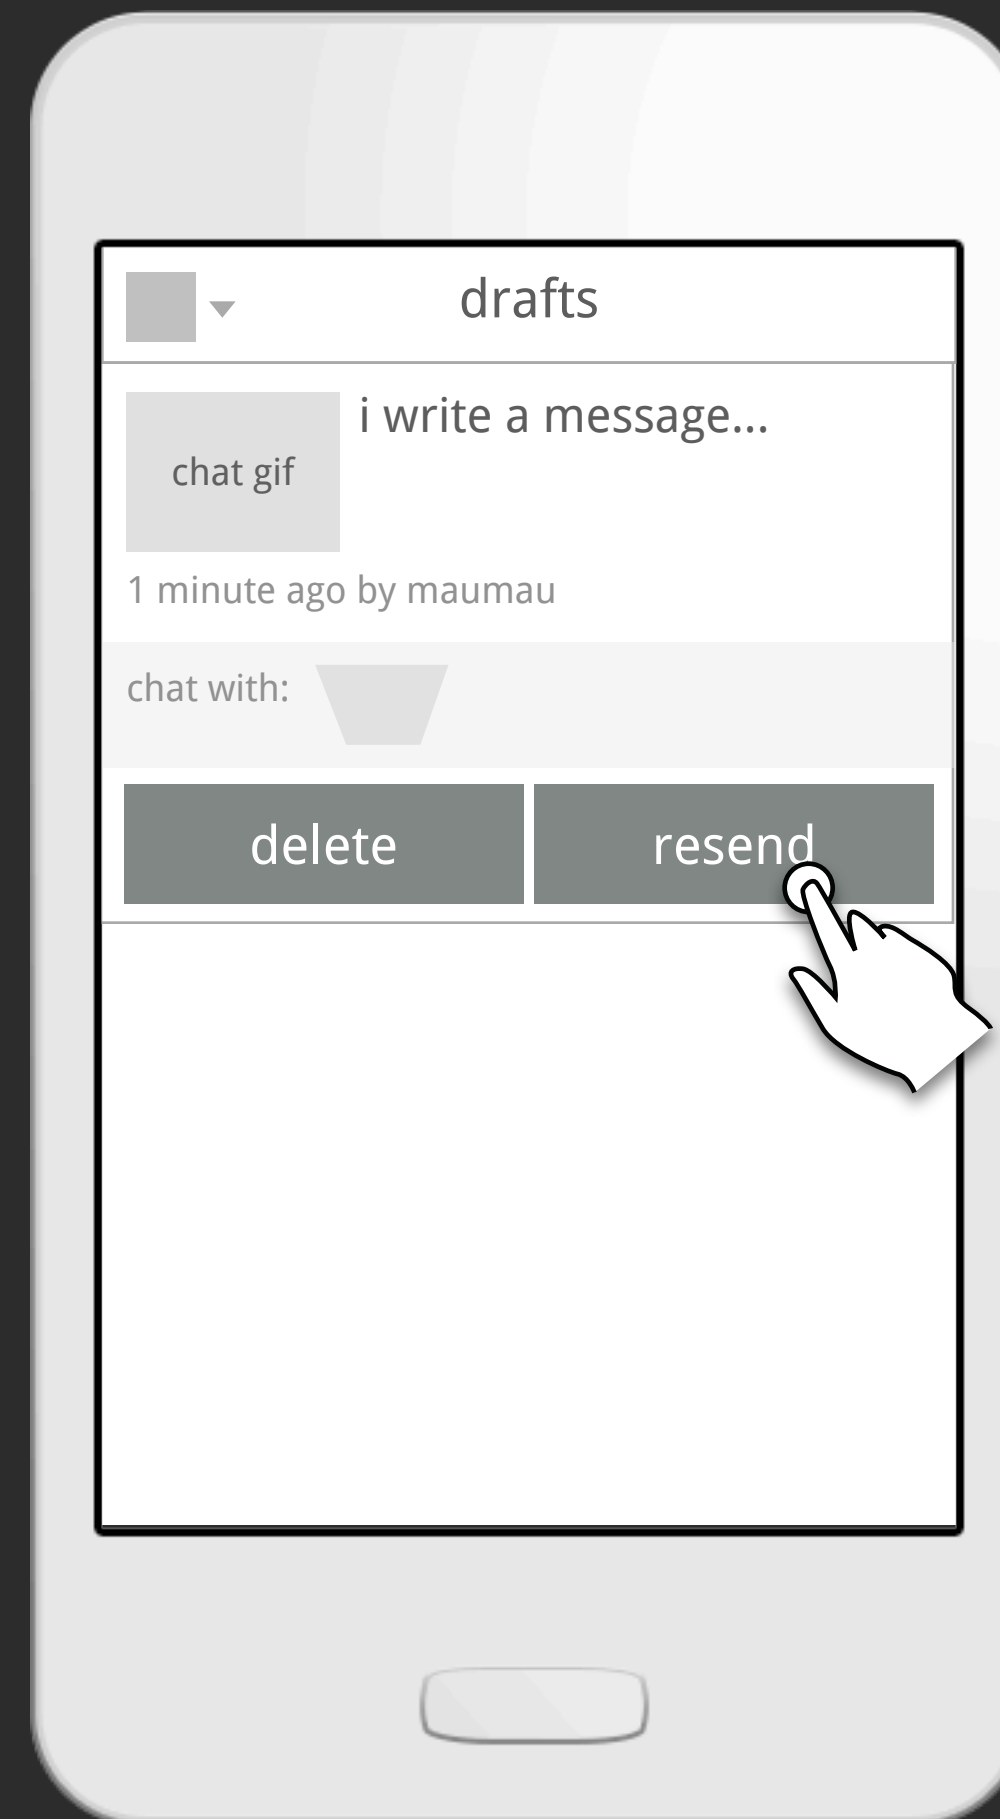 drafts
i write a message...
chat gif
1 minute ago by maumau
chat with:
delete
resend